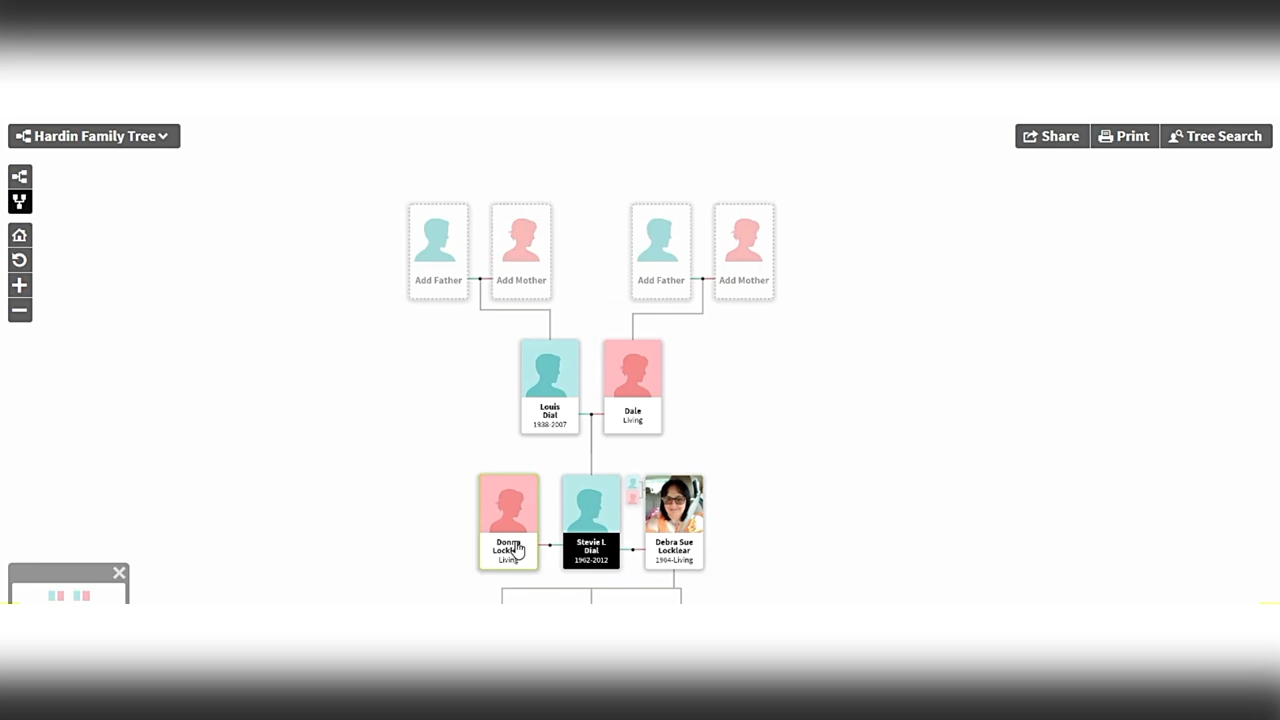 Hardin Family Tree
Share
Print
Tree Search
Add Father
Add Mother
Add Father
Add Mother
Louis
Dial
1938-2007
Dale
Living
Donna
Locklear
Living
Stevie L
Dial
1962-2012
Debra Sue
Locklear
1964-Living